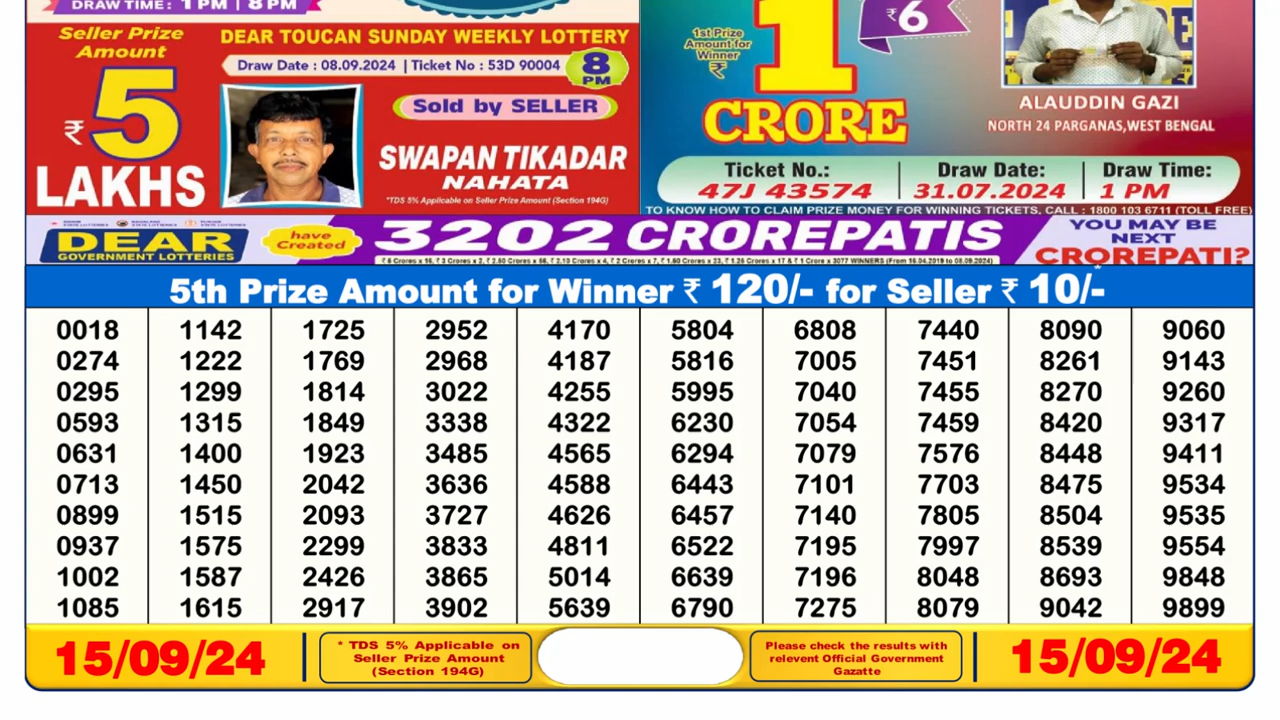 DRAW TIME: 1 PM | 8 PM
Seller Prize
Amount
₹5
LAKHS
DEAR TOUCAN SUNDAY WEEKLY LOTTERY
Draw Date : 08.09.2024 | Ticket No : 53D 90004
8
PM
Sold by SELLER
SWAPAN TIKADAR
NAHATA
*TDS 5% Applicable on Seller Prize Amount (Section 194G)
1st Prize
Amount for
Winner
₹
1
CRORE
₹6
ALAUDDIN GAZI
NORTH 24 PARGANAS,WEST BENGAL
Ticket No.:
47J 43574
Draw Date:
31.07.2024
Draw Time:
1 PM
TO KNOW HOW TO CLAIM PRIZE MONEY FOR WINNING TICKETS, CALL : 1800 103 6711 (TOLL FREE)
DEAR
GOVERNMENT LOTTERIES
have
Created
3202 CROREPATIS
YOU MAY BE
NEXT
CROREPATI?
5th Prize Amount for Winner ₹ 120/- for Seller ₹ 10/-*
0018 1142 1725 2952 4170 5804 6808 7440 8090 9060
0274 1222 1769 2968 4187 5816 7005 7451 8261 9143
0295 1299 1814 3022 4255 5995 7040 7455 8270 9260
0593 1315 1849 3338 4322 6230 7054 7459 8420 9317
0631 1400 1923 3485 4565 6294 7079 7576 8448 9411
0713 1450 2042 3636 4588 6443 7101 7703 8475 9534
0899 1515 2093 3727 4626 6457 7140 7805 8504 9535
0937 1575 2299 3833 4811 6522 7195 7997 8539 9554
1002 1587 2426 3865 5014 6639 7196 8048 8693 9848
1085 1615 2917 3902 5639 6790 7275 8079 9042 9899
15/09/24
* TDS 5% Applicable on
Seller Prize Amount
(Section 194G)
Please check the results with
relevent Official Government
Gazatte
15/09/24